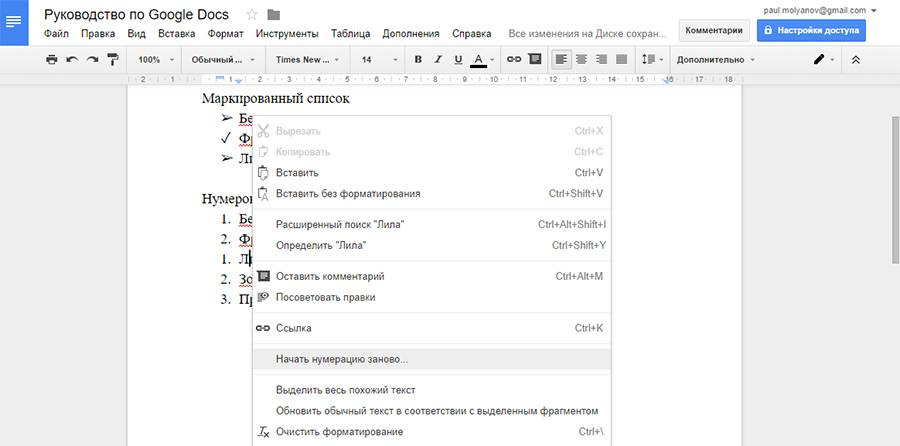 Руководство по Google Docs
paul.molyanov@gmail.com
Файл Правка Вид Вставка Формат Инструменты Таблица Дополнения Справка Все изменения на Диске сохран...
Комментарии Настройки доступа
100% Обычный ... Times New ... 14 B I U A Дополнительно
2 1 1 2 3 4 5 6 7 8 9 10 11 12 13 14 15 16 17 18
Маркированный список
Бе
Фр
Ли
Вырезать Ctrl+X
Копировать Ctrl+C
Вставить Ctrl+V
Вставить без форматирования Ctrl+Shift+V
Расширенный поиск "Лила" Ctrl+Alt+Shift+I
Определить "Лила" Ctrl+Shift+Y
Оставить комментарий Ctrl+Alt+M
Посоветовать правки
Ссылка Ctrl+K
Начать нумерацию заново...
Выделить весь похожий текст
Обновить обычный текст в соответствии с выделенным фрагментом
Очистить форматирование Ctrl+\
Нумеров
1. Бе
2. Фр
1. Л
2. Зо
3. Пр